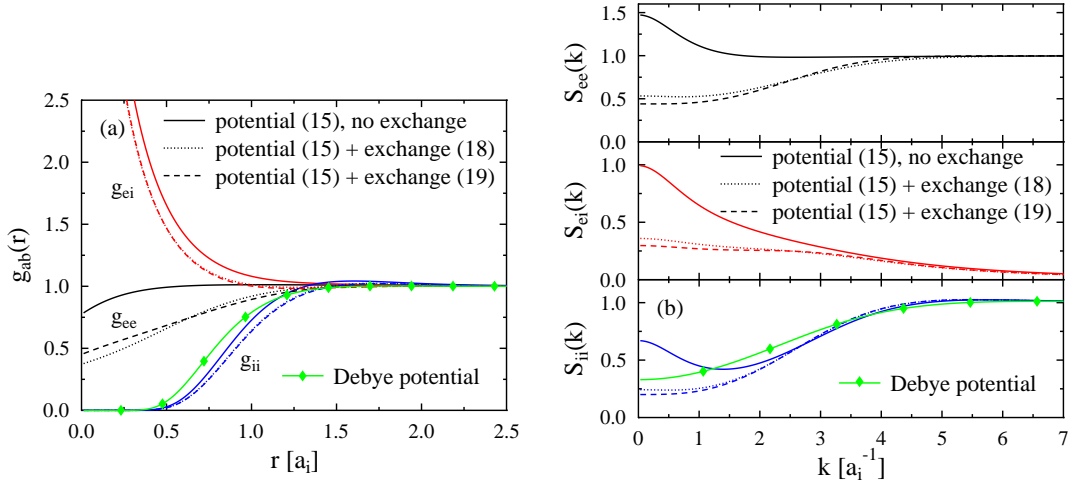 2.5
2.0
1.5
1.0
0.5
0.0
g_ab(r)
(a)
potential (15), no exchange
potential (15) + exchange (18)
potential (15) + exchange (19)
g_ei
g_ee
g_ii
Debye potential
0.0 0.5 1.0 1.5 2.0 2.5
r [a_i]
S_ee(k)
1.5
1.0
0.5
0.0
S_ei(k)
1.0
0.5
0.0
potential (15), no exchange
potential (15) + exchange (18)
potential (15) + exchange (19)
S_ii(k)
1.0
0.5
0.0
(b)
Debye potential
0 1 2 3 4 5 6 7
k [a_i^-1]